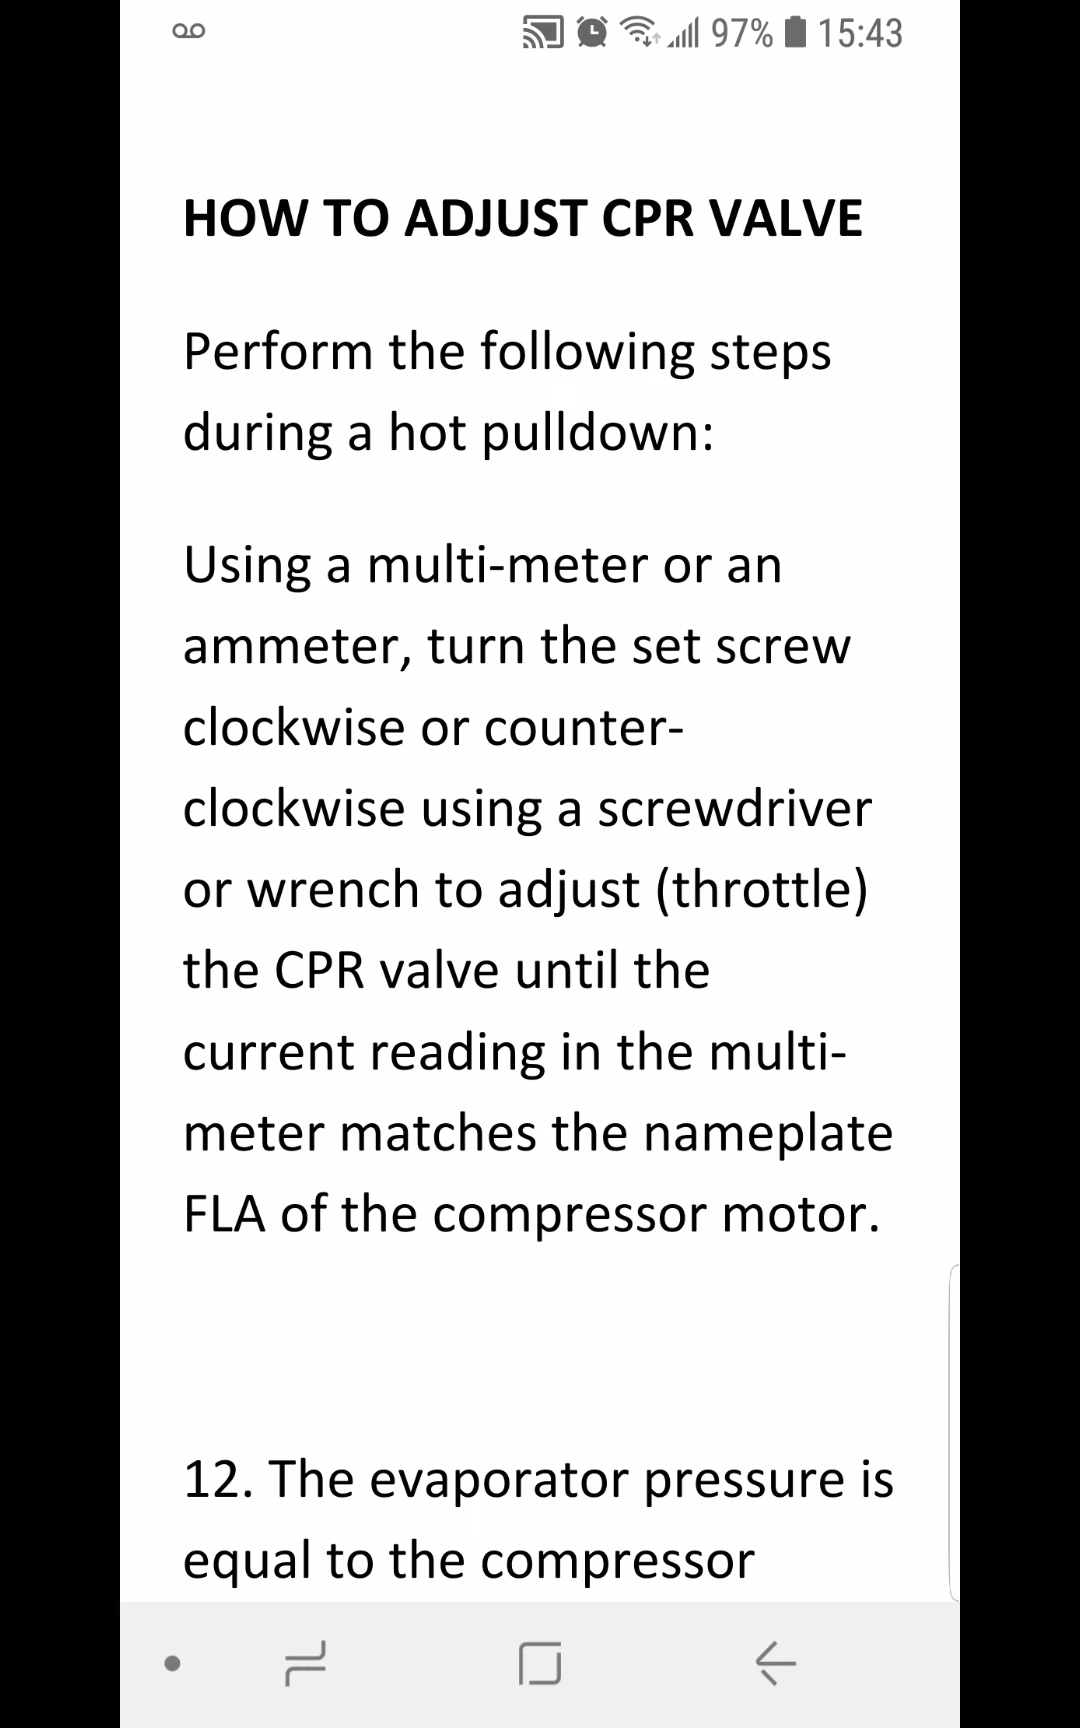 97% 15:43
HOW TO ADJUST CPR VALVE
Perform the following steps
during a hot pulldown:
Using a multi-meter or an
ammeter, turn the set screw
clockwise or counter-
clockwise using a screwdriver
or wrench to adjust (throttle)
the CPR valve until the
current reading in the multi-
meter matches the nameplate
FLA of the compressor motor.
12. The evaporator pressure is
equal to the compressor